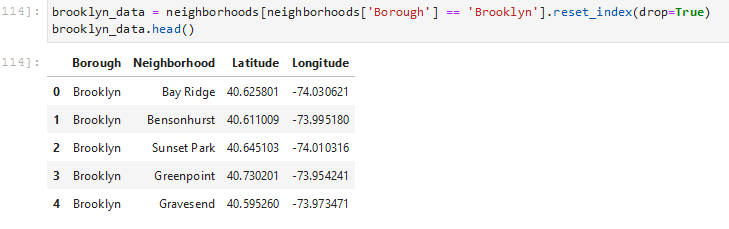 114]: brooklyn_data = neighborhoods[neighborhoods['Borough'] == 'Brooklyn'].reset_index(drop=True)
brooklyn_data.head()
114]: Borough Neighborhood Latitude Longitude
0 Brooklyn Bay Ridge 40.625801 -74.030621
1 Brooklyn Bensonhurst 40.611009 -73.995180
2 Brooklyn Sunset Park 40.645103 -74.010316
3 Brooklyn Greenpoint 40.730201 -73.954241
4 Brooklyn Gravesend 40.595260 -73.973471